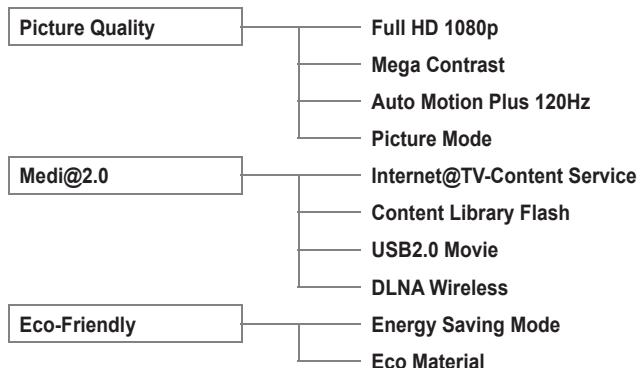 Picture Quality
Full HD 1080p
Mega Contrast
Auto Motion Plus 120Hz
Picture Mode
Medi@2.0
Internet@TV-Content Service
Content Library Flash
USB2.0 Movie
DLNA Wireless
Eco-Friendly
Energy Saving Mode
Eco Material